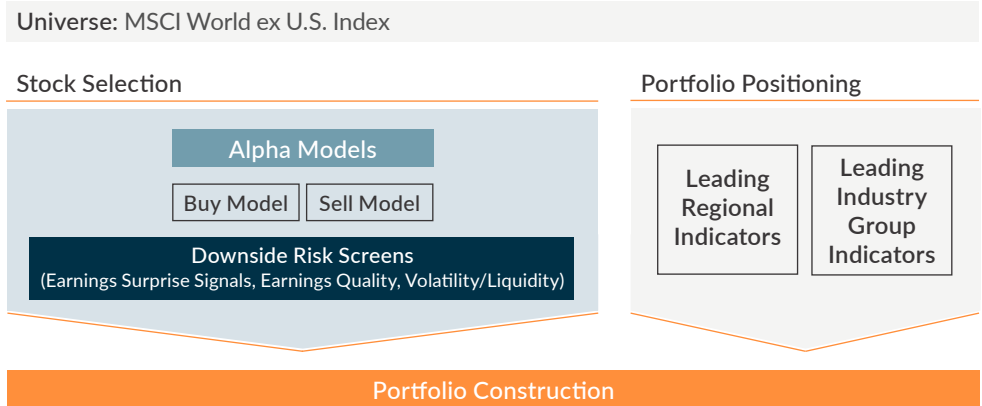 Universe: MSCI World ex U.S. Index
Stock Selection
Alpha Models
Buy Model
Sell Model
Downside Risk Screens
(Earnings Surprise Signals, Earnings Quality, Volatility/Liquidity)
Portfolio Positioning
Leading
Regional
Indicators
Leading
Industry
Group
Indicators
Portfolio Construction